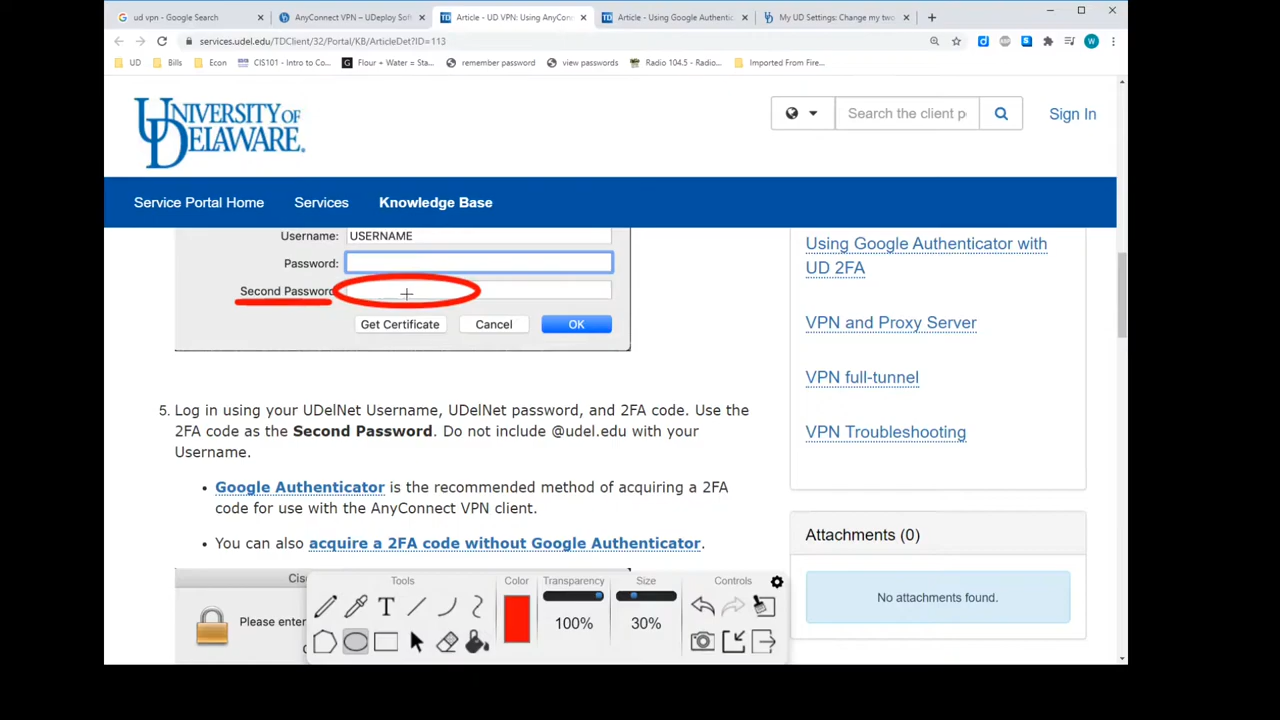 ud vpn - Google Search
AnyConnect VPN – UDeploy Soft
Article - UD VPN: Using AnyConn
Article - Using Google Authentic
My UD Settings: Change my two
services.udel.edu/TDClient/32/Portal/KB/ArticleDet?ID=113
W
UD
Bills
Econ
CIS101 - Intro to Co...
Flour + Water = Sta...
remember password
view passwords
Radio 104.5 - Radio...
Imported From Fire...
UNIVERSITY OF
DELAWARE.
Search the client p
Sign In
Service Portal Home
Services
Knowledge Base
Username: USERNAME
Password:
Second Password
Get Certificate
Cancel
OK
5. Log in using your UDelNet Username, UDelNet password, and 2FA code. Use the
2FA code as the Second Password. Do not include @udel.edu with your
Username.
• Google Authenticator is the recommended method of acquiring a 2FA
code for use with the AnyConnect VPN client.
• You can also acquire a 2FA code without Google Authenticator.
Using Google Authenticator with
UD 2FA
VPN and Proxy Server
VPN full-tunnel
VPN Troubleshooting
Attachments (0)
No attachments found.
Cisc
Please enter
Tools
Color
Transparency
Size
Controls
T
100%
30%